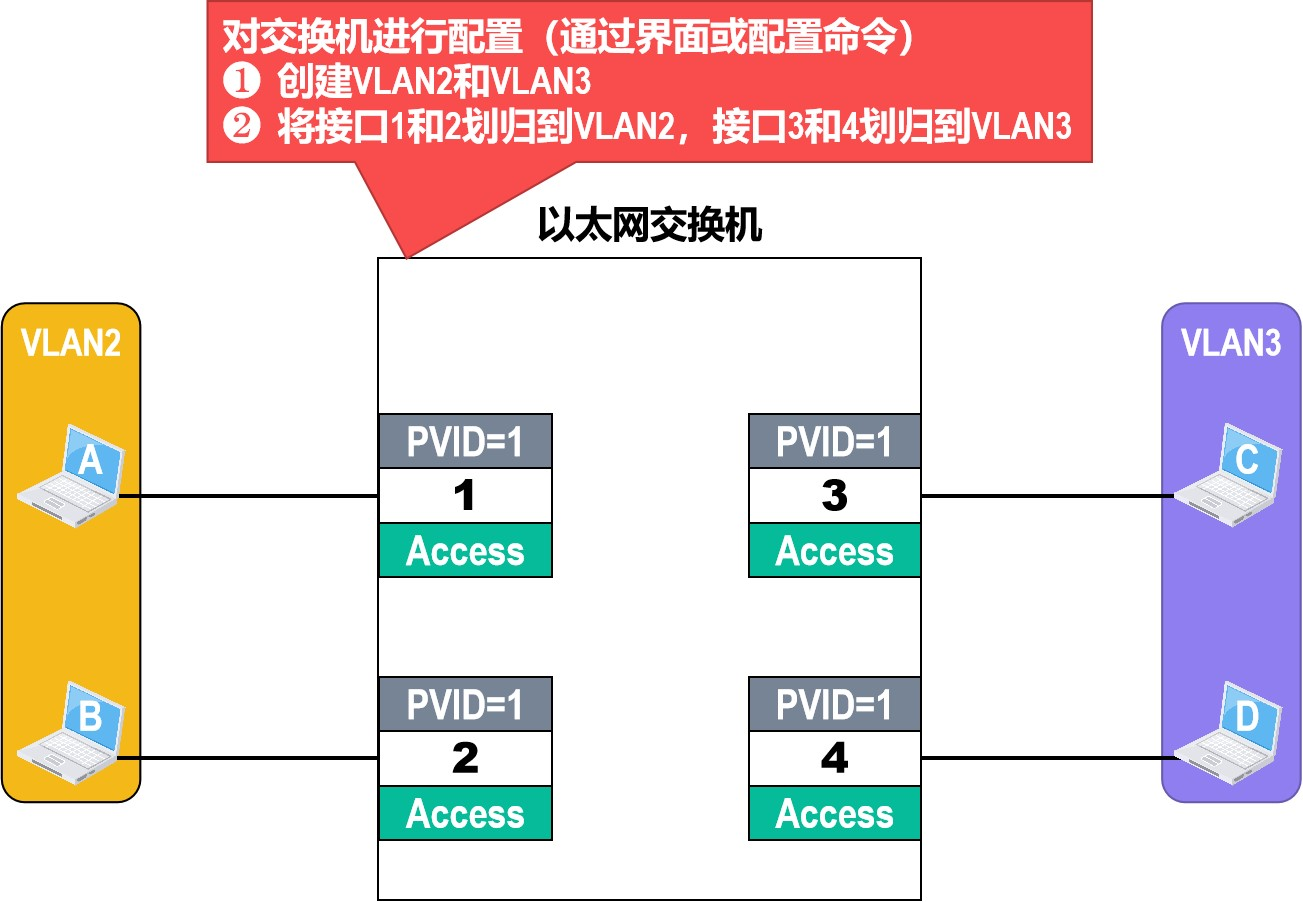 对交换机进行配置（通过界面或配置命令）
❶ 创建VLAN2和VLAN3
❷ 将接口1和2划归到VLAN2，接口3和4划归到VLAN3
以太网交换机
VLAN2
VLAN3
A
PVID=1
1
Access
PVID=1
3
Access
C
B
PVID=1
2
Access
PVID=1
4
Access
D